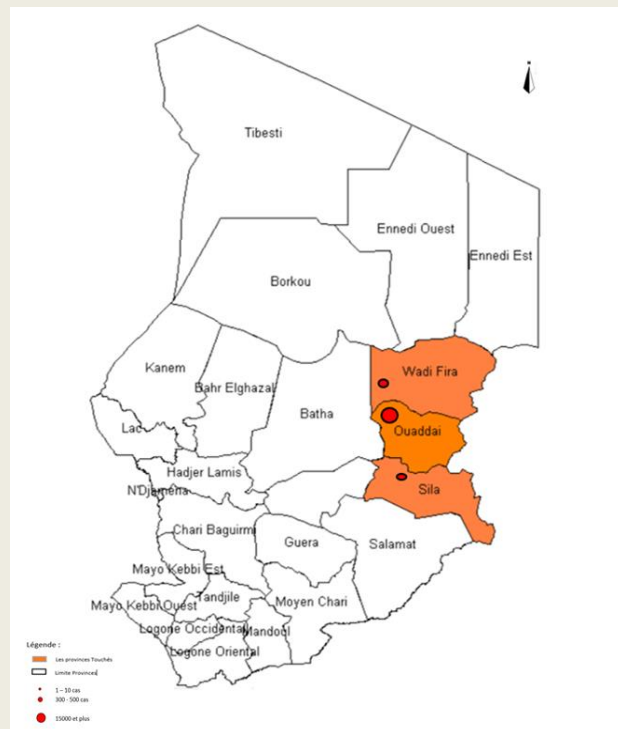 Tibesti
Ennedi Ouest
Ennedi Est
Borkou
Kanem
Wadi Fira
Bahr Elghazal
Batha
Lac
Ouaddai
Hadjer Lamis
N'Djamena
Sila
Chari Baguirmi
Guera
Salamat
Mayo Kebbi Est
Tandjile
Moyen Chari
Mayo Kebbi Ouest
Logone Occidental
Mandoul
Logone Oriental
Légende :
Les provinces Touchés
Limite Provinces
1 – 10 cas
300 - 500 cas
15000 et plus